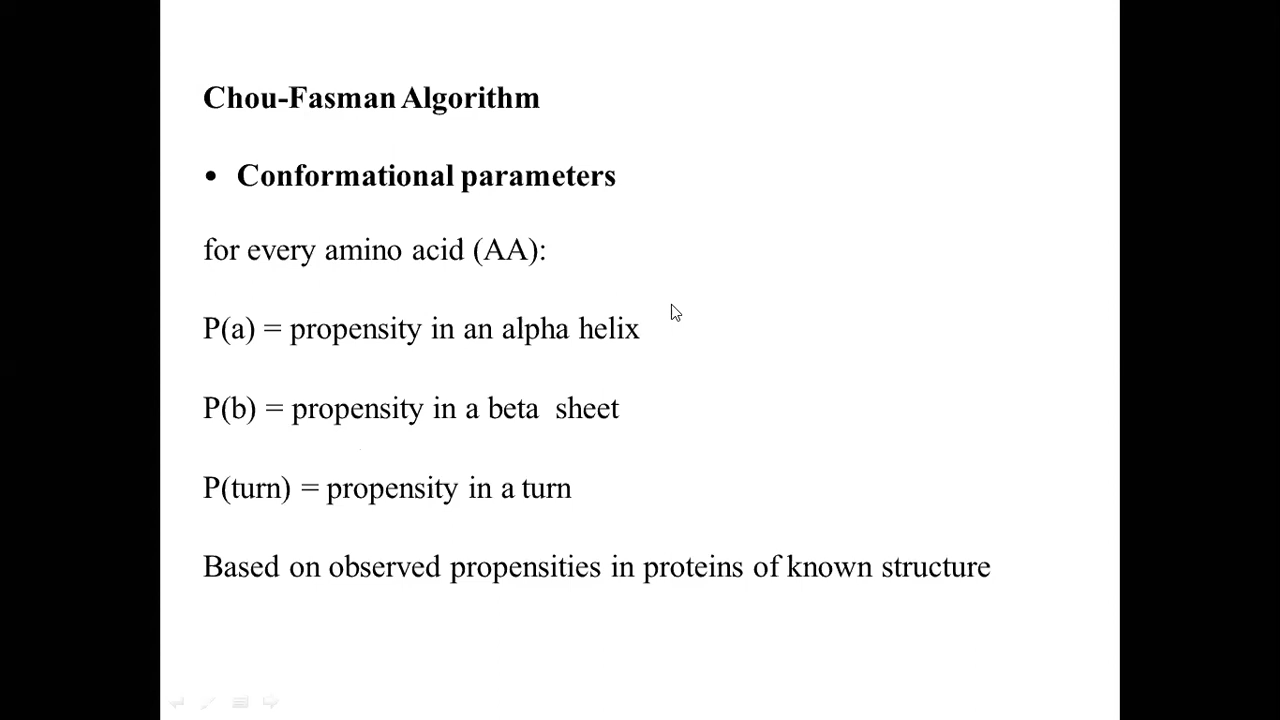 Chou-Fasman Algorithm
• Conformational parameters
for every amino acid (AA):
P(a) = propensity in an alpha helix
P(b) = propensity in a beta sheet
P(turn) = propensity in a turn
Based on observed propensities in proteins of known structure